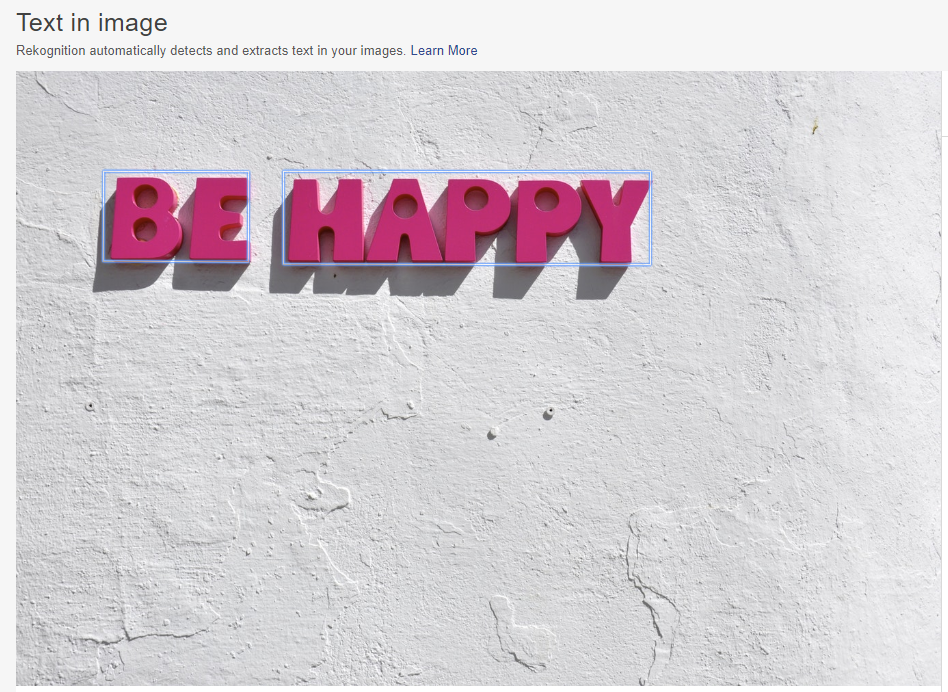 Text in image
Rekognition automatically detects and extracts text in your images. Learn More
BE HAPPY